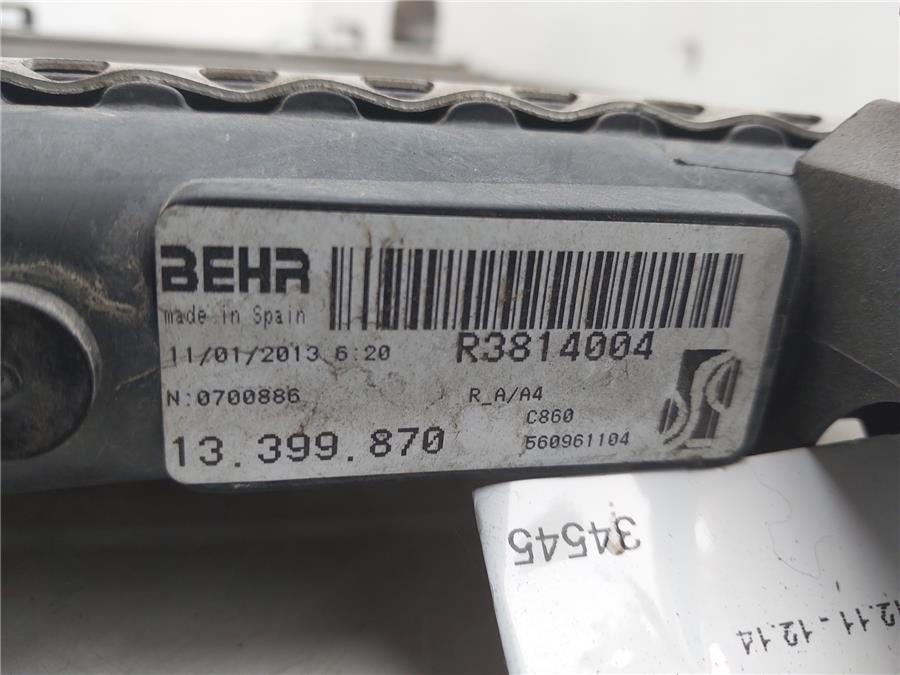 BEHR
made in Spain
11/01/2013 6:20
R3814004
N:0700886
R_A/A4
C860
13.399.870
560961104
34545
12.11-12.14